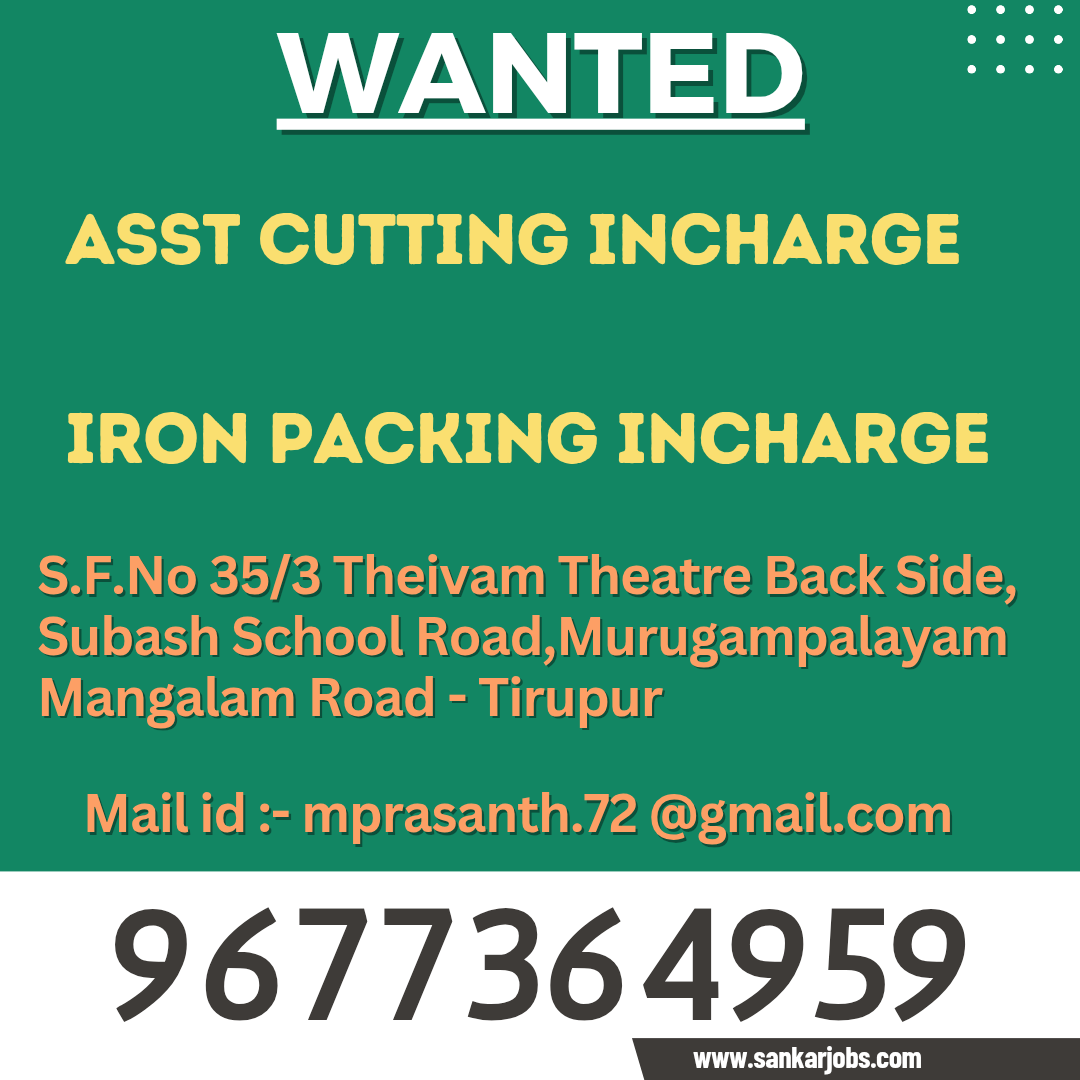 WANTED
ASST CUTTING INCHARGE
IRON PACKING INCHARGE
S.F.No 35/3 Theivam Theatre Back Side,
Subash School Road,Murugampalayam
Mangalam Road - Tirupur
Mail id :- mprasanth.72 @gmail.com
9677364959
www.sankarjobs.com